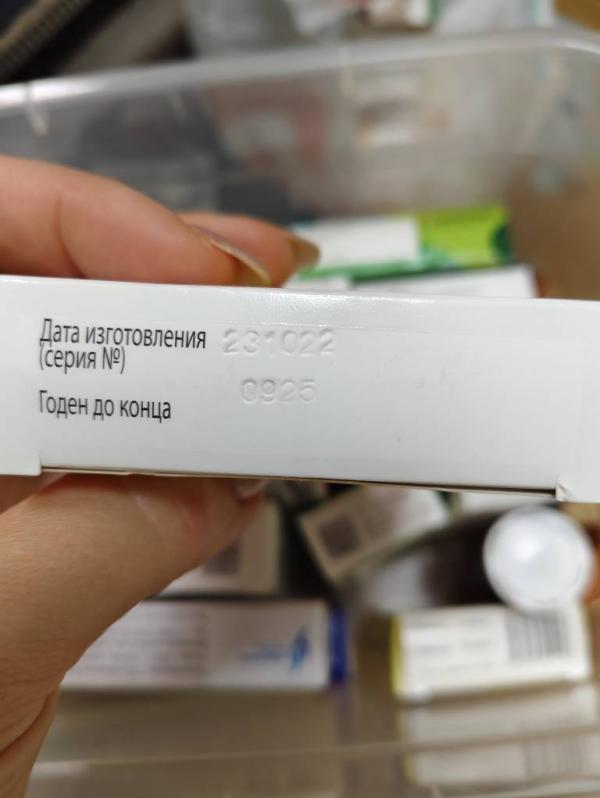 Дата изготовления 231022
(серия №)
0925
Годен до конца